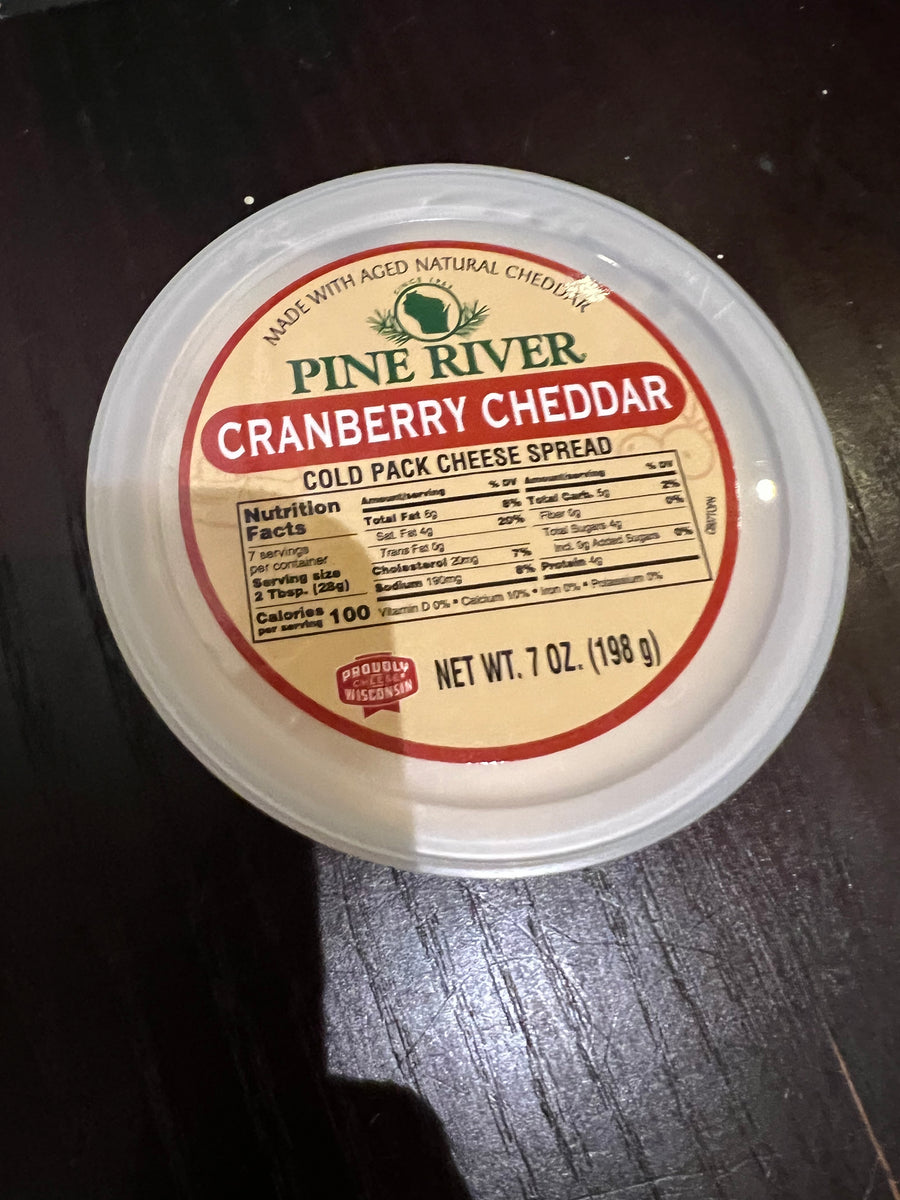 MADE WITH AGED NATURAL CHEDDAR
SINCE
PINE RIVER
CRANBERRY CHEDDAR
COLD PACK CHEESE SPREAD
Nutrition
Facts
7 servings
per container
Serving size
2 Tbsp. (28g)
Calories
per serving 100
Amount/serving % DV
Total Fat 6g 8%
Sat. Fat 4g 20%
Trans Fat 0g
Cholesterol 20mg 7%
Sodium 190mg 8%
Amount/serving % DV
Total Carb. 5g 2%
Fiber 0g 0%
Total Sugars 4g
Incl. 0g Added Sugars 0%
Protein 4g
Vitamin D 0% • Calcium 10% • Iron 0% • Potassium 0%
PROUDLY
WISCONSIN
CHEESE
NET WT. 7 OZ. (198 g)